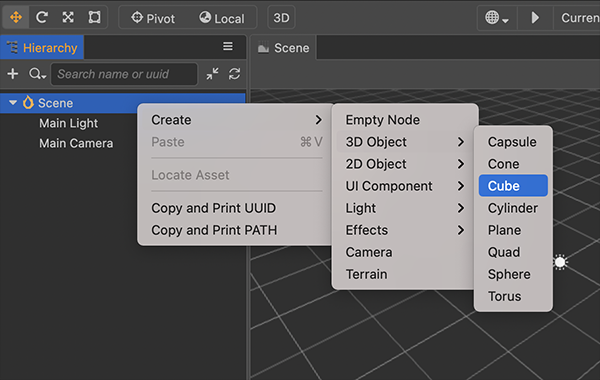 Pivot
Local
3D
Curren
Hierarchy
Scene
Search name or uuid
Scene
Main Light
Main Camera
Create
Paste ⌘V
Locate Asset
Copy and Print UUID
Copy and Print PATH
Empty Node
3D Object
2D Object
UI Component
Light
Effects
Camera
Terrain
Capsule
Cone
Cube
Cylinder
Plane
Quad
Sphere
Torus